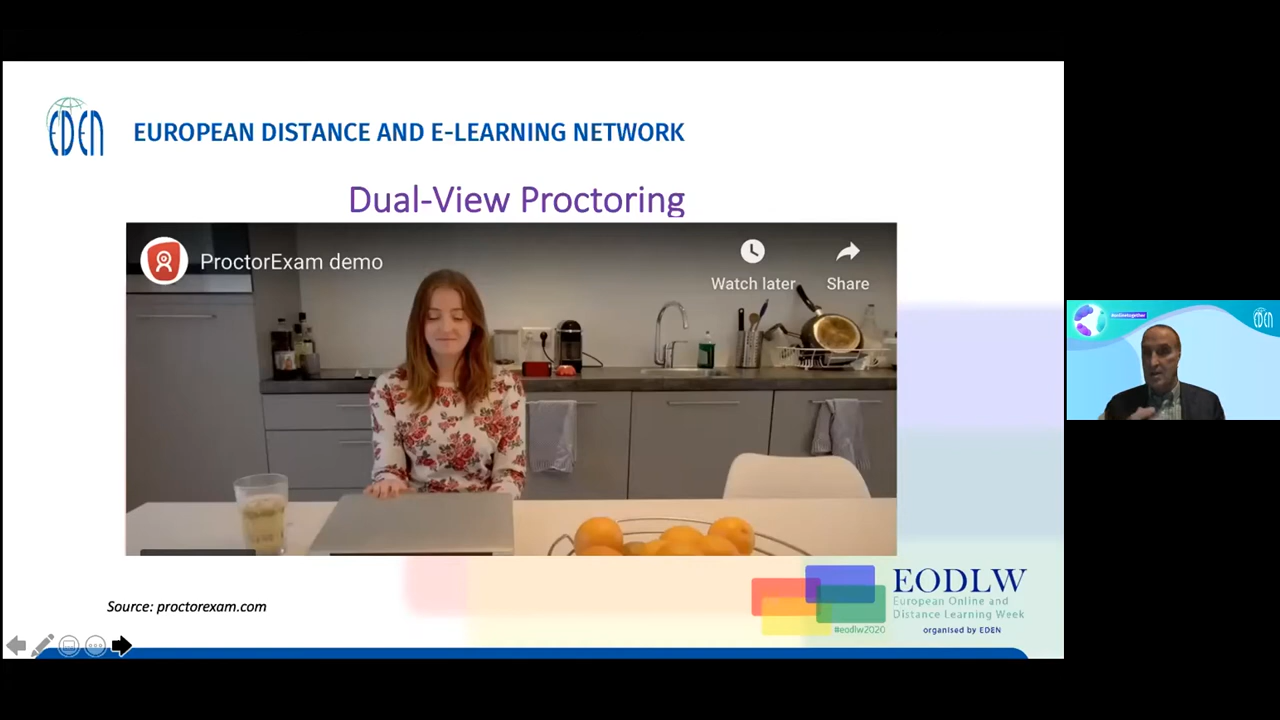 EDEN
EUROPEAN DISTANCE AND E-LEARNING NETWORK
Dual-View Proctoring
ProctorExam demo
Watch later
Share
Source: proctorexam.com
EODLW
European Online and
Distance Learning Week
#eodlw2020
organised by EDEN
EDEN